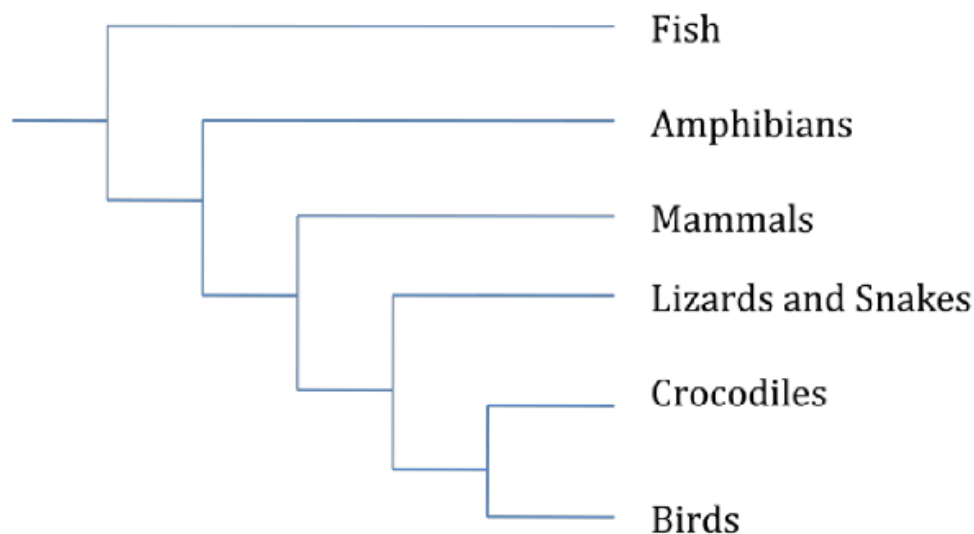 Fish
Amphibians
Mammals
Lizards and Snakes
Crocodiles
Birds